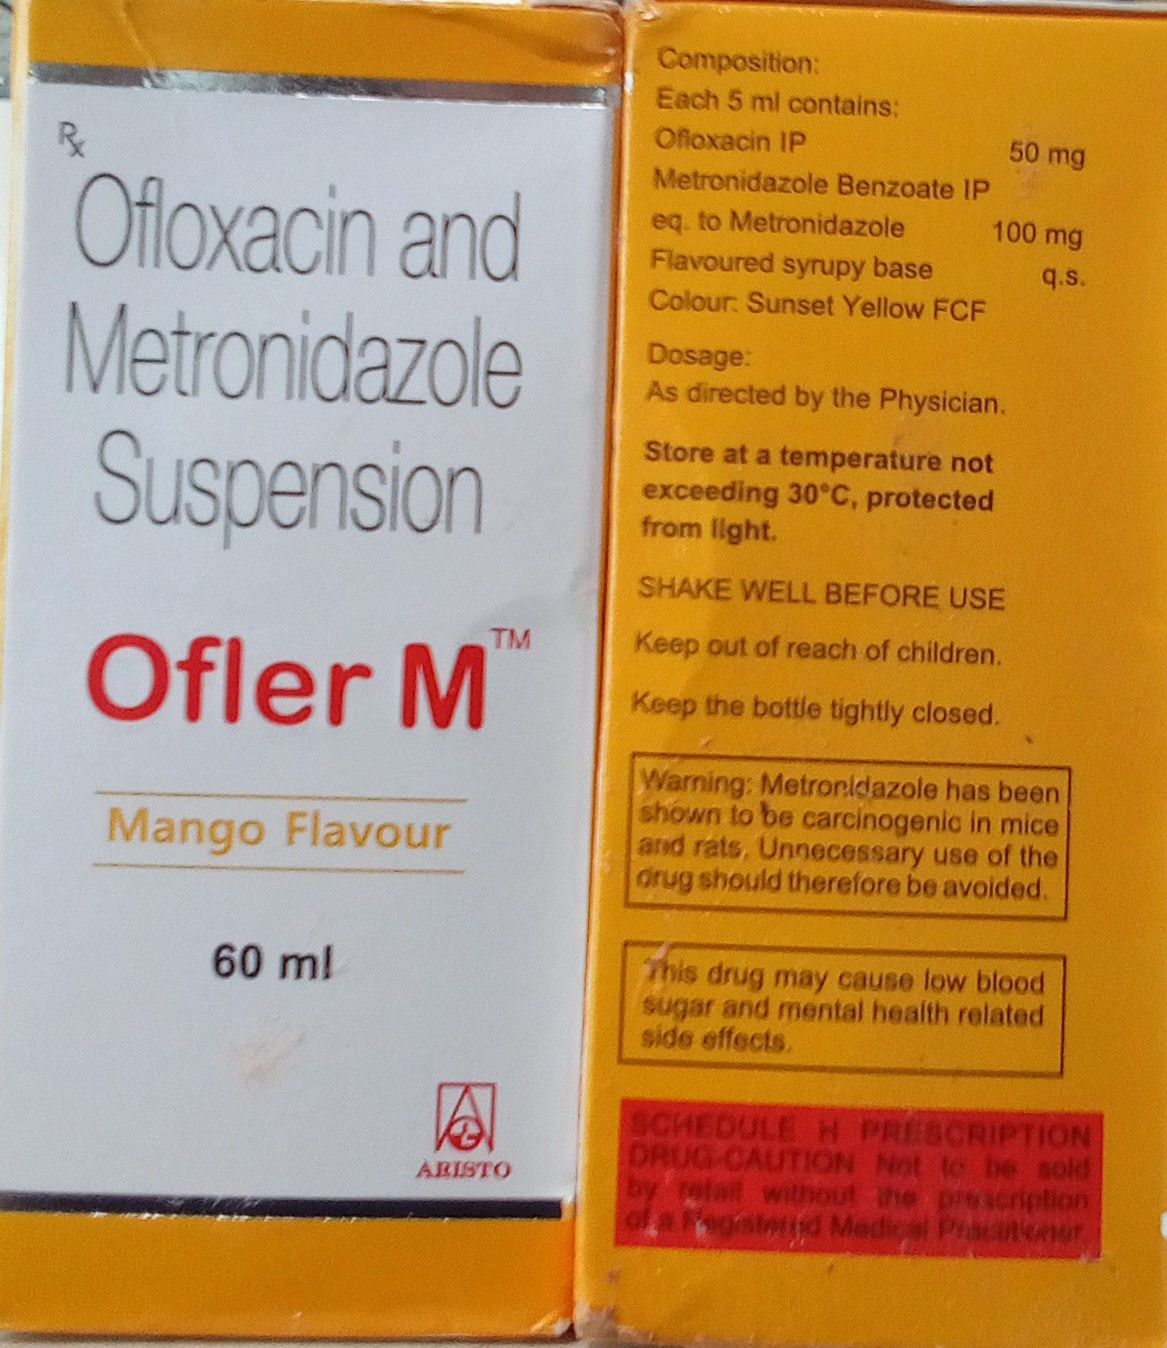 Rx
Ofloxacin and
Metronidazole
Suspension
Ofler M™
Mango Flavour
60 ml
ARISTO
Composition:
Each 5 ml contains:
Ofloxacin IP 50 mg
Metronidazole Benzoate IP
eq. to Metronidazole 100 mg
Flavoured syrupy base q.s.
Colour: Sunset Yellow FCF
Dosage:
As directed by the Physician.
Store at a temperature not
exceeding 30°C, protected
from light.
SHAKE WELL BEFORE USE
Keep out of reach of children.
Keep the bottle tightly closed.
Warning: Metronidazole has been
shown to be carcinogenic in mice
and rats. Unnecessary use of the
drug should therefore be avoided.
This drug may cause low blood
sugar and mental health related
side effects.
SCHEDULE H PRESCRIPTION
DRUG-CAUTION Not to be sold
by retail without the prescription
of a Registered Medical Practitioner.